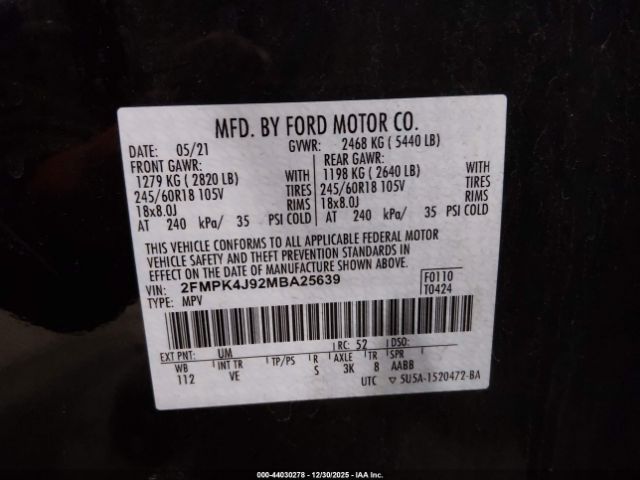 MFD. BY FORD MOTOR CO.
DATE: 05/21 GVWR: 2468 KG ( 5440 LB)
FRONT GAWR: REAR GAWR:
1279 KG ( 2820 LB) WITH 1198 KG ( 2640 LB) WITH
245/60R18 105V TIRES 245/60R18 105V TIRES
18x8.0J RIMS 18x8.0J RIMS
AT 240 kPa/ 35 PSI COLD AT 240 kPa/ 35 PSI COLD
THIS VEHICLE CONFORMS TO ALL APPLICABLE FEDERAL MOTOR
VEHICLE SAFETY AND THEFT PREVENTION STANDARDS IN
EFFECT ON THE DATE OF MANUFACTURE SHOWN ABOVE.
VIN: 2FMPK4J92MBA25639 F0110
TYPE: MPV T0424
EXT PNT: UM RC: 52 DSO:
WB INT TR TP/PS R AXLE TR SPR
112 VE S 3K 8 AABB
UTC 5U5A-1520472-BA
000-44030278 - 12/30/2025 - IAA Inc.